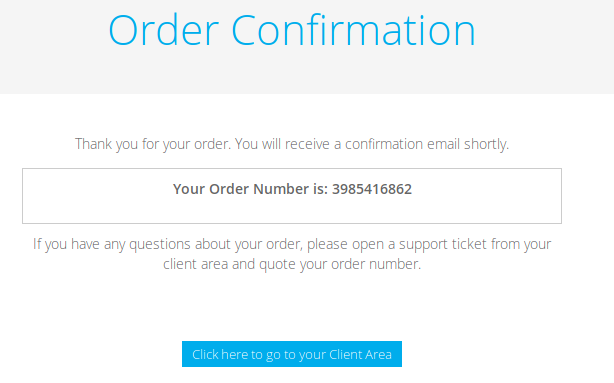 Order Confirmation
Thank you for your order. You will receive a confirmation email shortly.
Your Order Number is: 3985416862
If you have any questions about your order, please open a support ticket from your
client area and quote your order number.
Click here to go to your Client Area